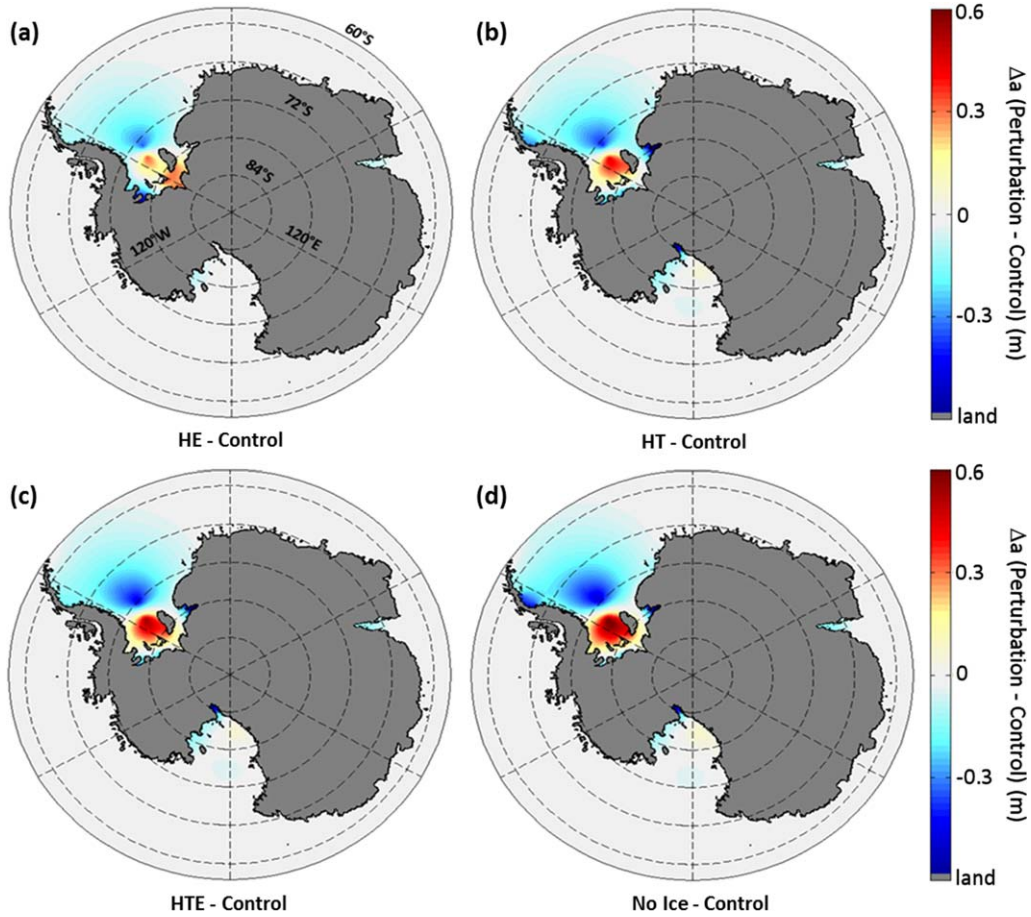 (a)
60°S
72°S
84°S
120°W
120°E
HE - Control
(b)
HT - Control
0.6
0.3
0
-0.3
land
Δa (Perturbation - Control) (m)
(c)
HTE - Control
(d)
No Ice - Control
0.6
0.3
0
-0.3
land
Δa (Perturbation - Control) (m)